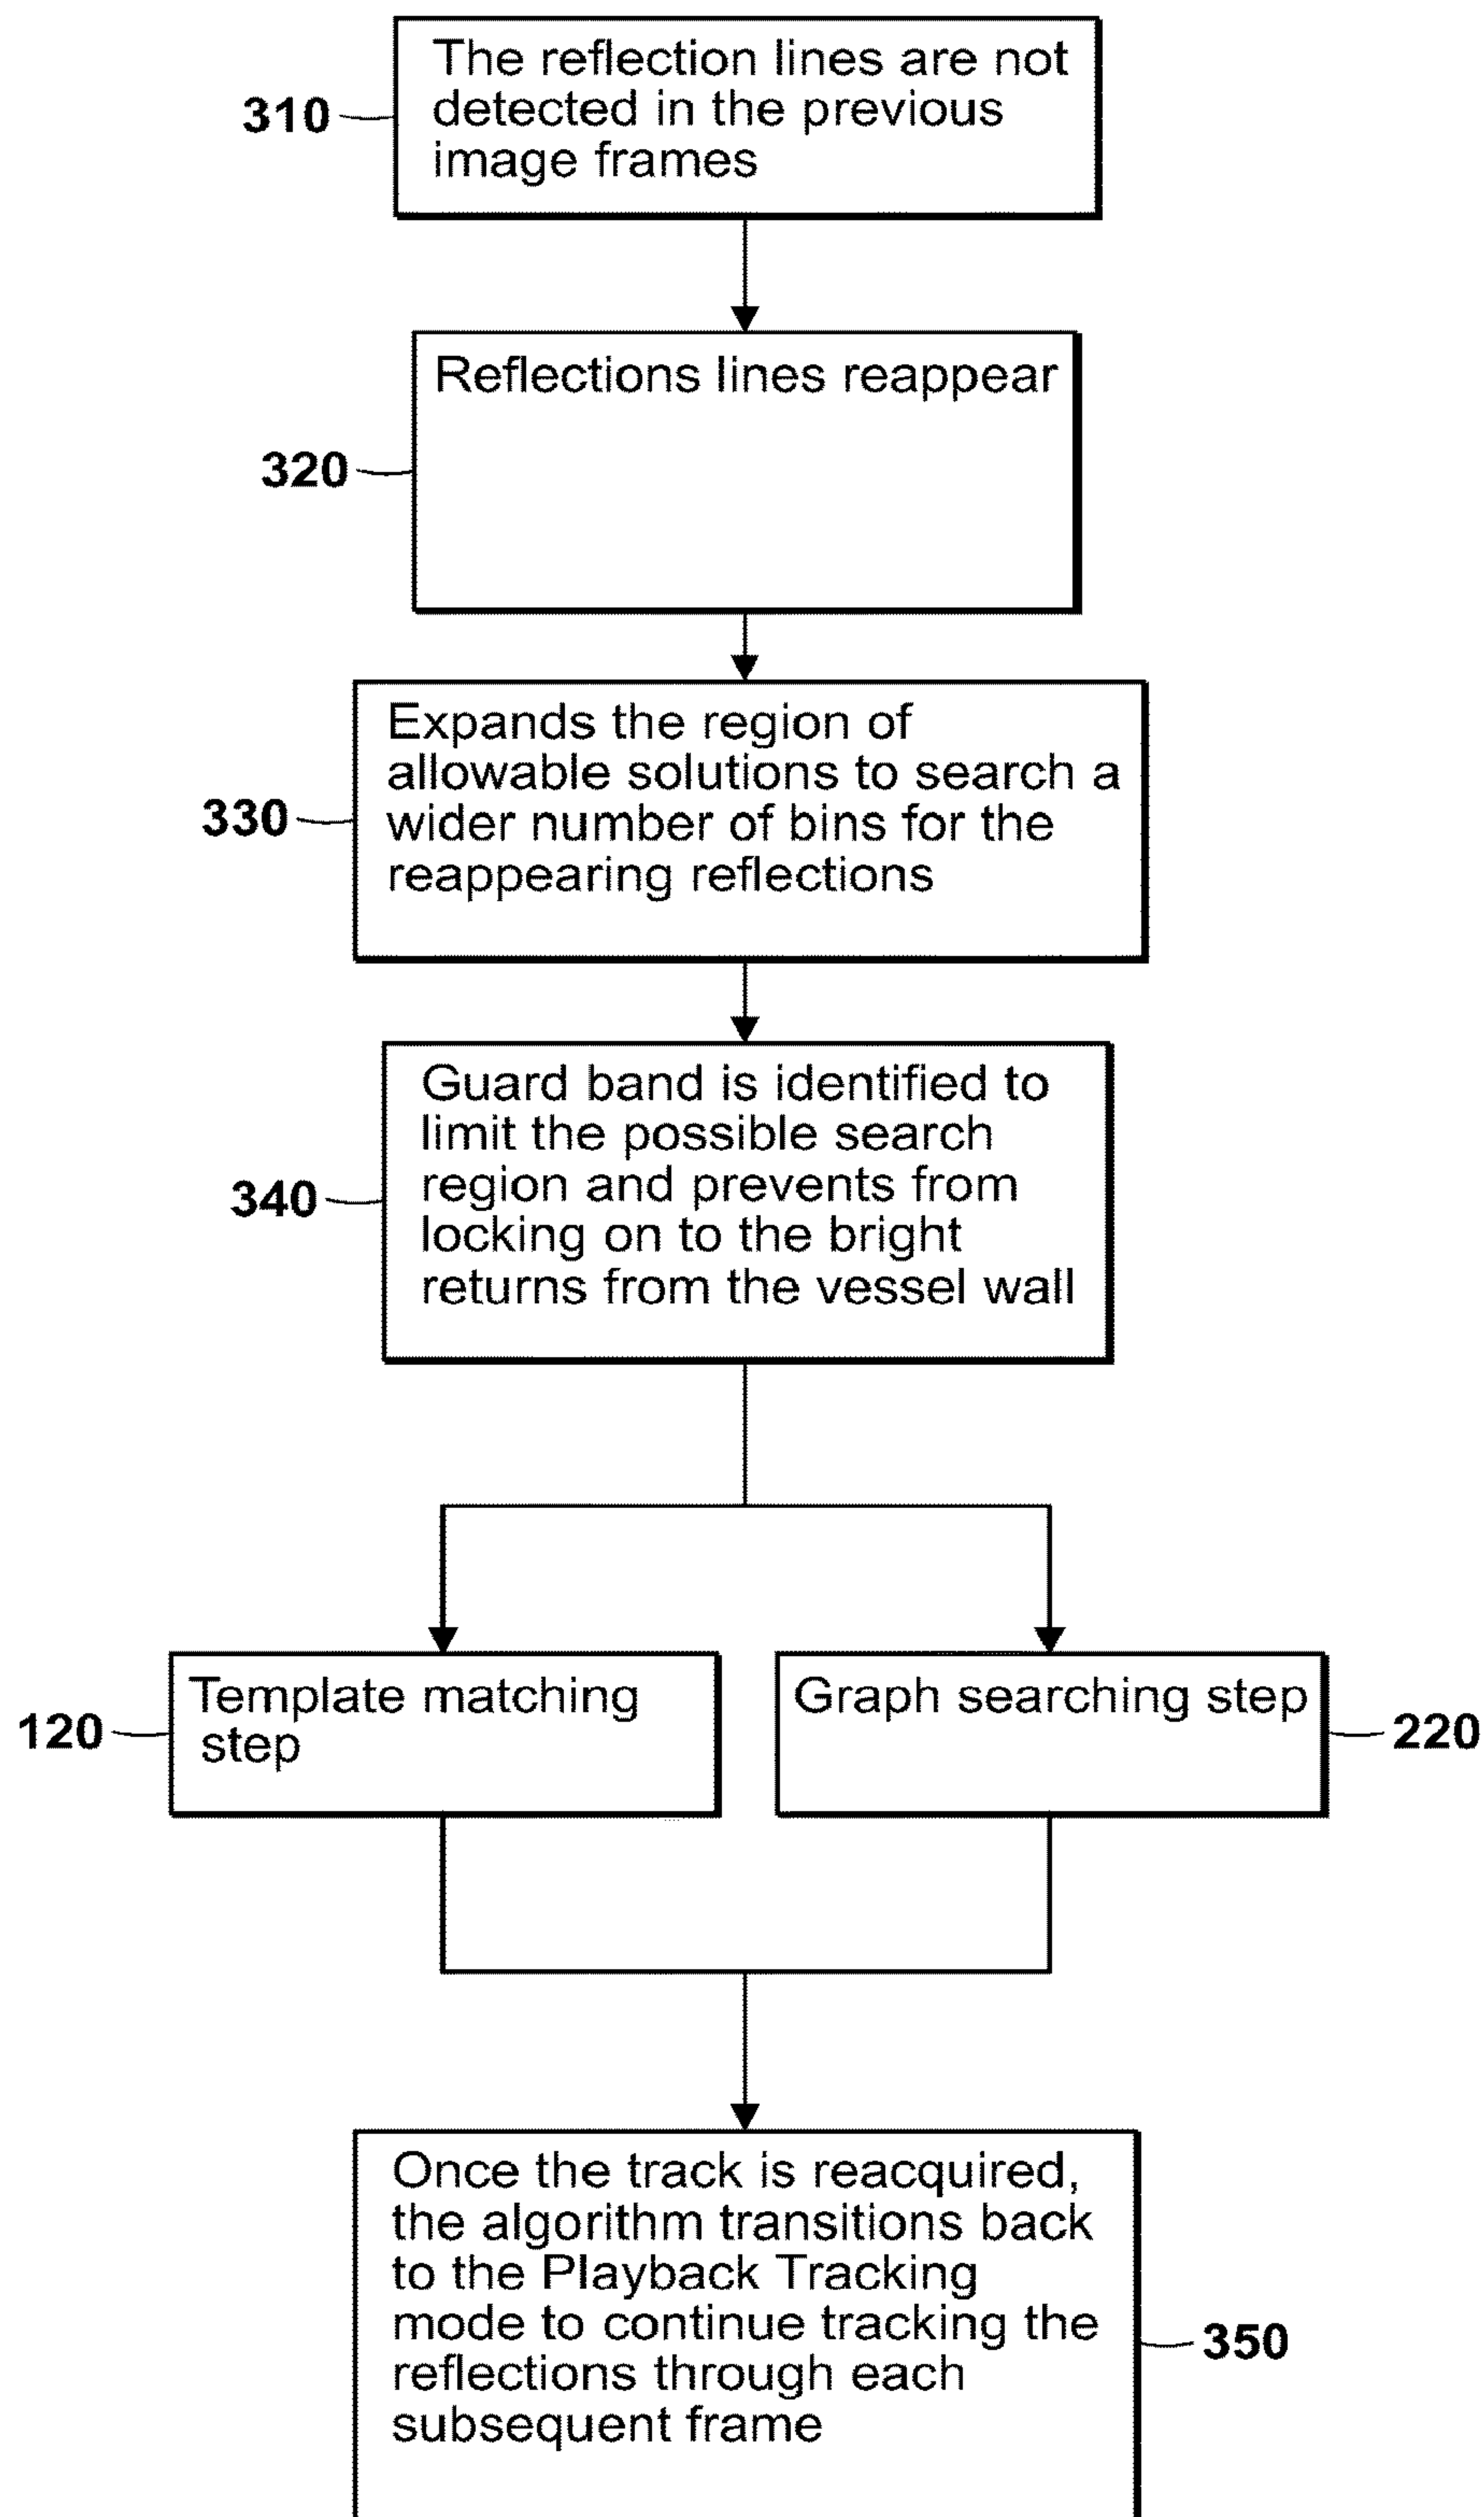 The reflection lines are not
detected in the previous
image frames
310
Reflections lines reappear
320
Expands the region of
allowable solutions to search a
wider number of bins for the
reappearing reflections
330
Guard band is identified to
limit the possible search
region and prevents from
locking on to the bright
returns from the vessel wall
340
Template matching
step
120
Graph searching step
220
Once the track is reacquired,
the algorithm transitions back
to the Playback Tracking
mode to continue tracking the
reflections through each
subsequent frame
350